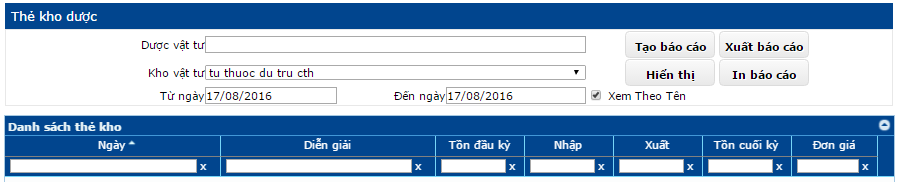 Thẻ kho dược
Dược vật tư Tạo báo cáo Xuất báo cáo
Kho vật tư tu thuoc du tru cth Hiển thị In báo cáo
Từ ngày 17/08/2016 Đến ngày 17/08/2016 Xem Theo Tên
Danh sách thẻ kho
Ngày Diễn giải Tồn đầu kỳ Nhập Xuất Tồn cuối kỳ Đơn giá
x x x x x x x